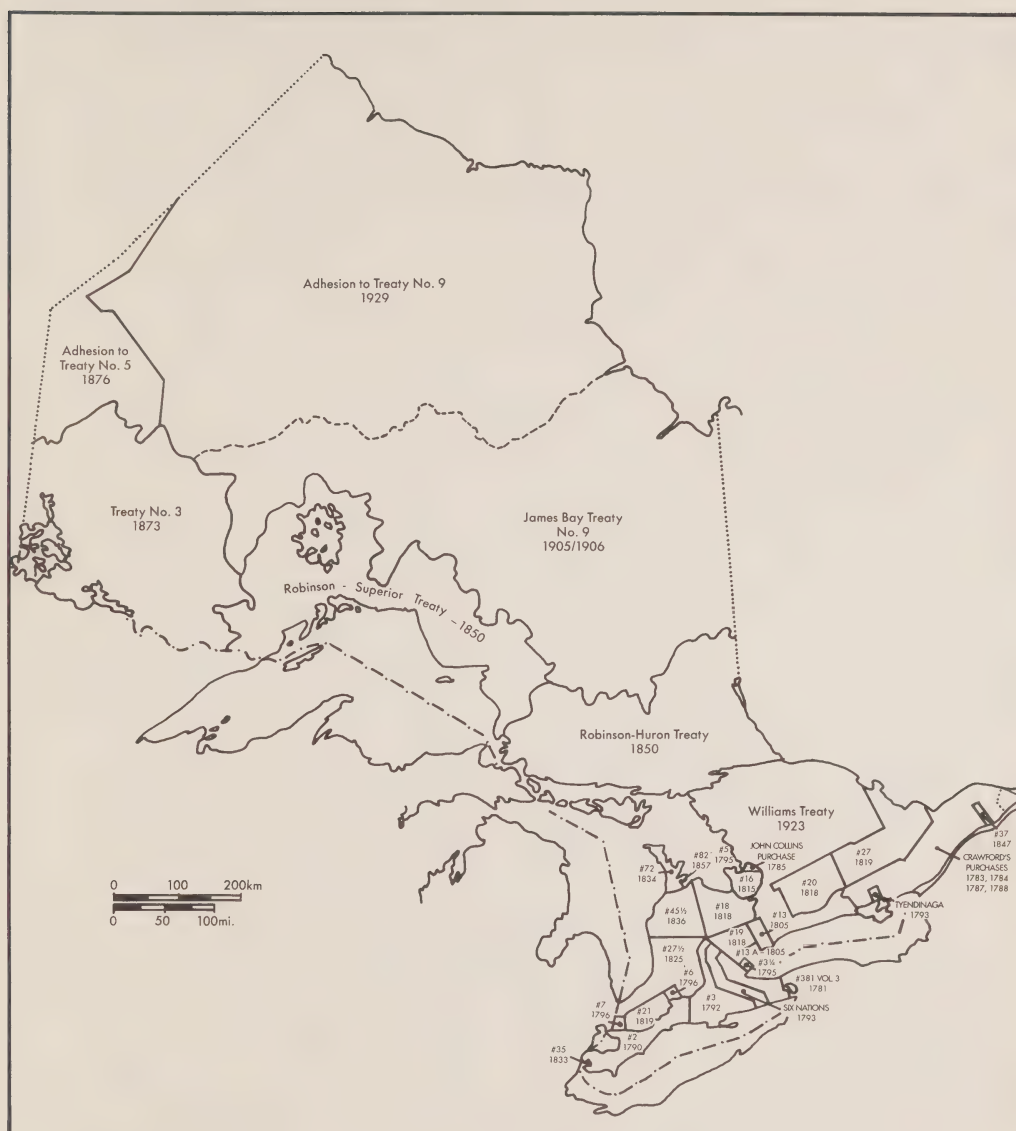 Adhesion to Treaty No. 9
1929
Adhesion to
Treaty No. 5
1876
Treaty No. 3
1873
James Bay Treaty
No. 9
1905/1906
Robinson - Superior Treaty - 1850
Robinson-Huron Treaty
1850
Williams Treaty
1923
#37
1847
CRAWFORD'S
PURCHASES
1783, 1784
1787, 1788
#27
1819
JOHN COLLINS
PURCHASE
1785
#5
1795
#82
1857
#72
1834
#16
1815
#20
1818
TYENDINAGA
1793
#45½
1836
#18
1818
#13
1805
#19
1818
#13 A - 1805
#3¾
1795
#27½
1825
#6
1796
#381 VOL 3
1781
#7
1796
#21
1819
#3
1792
SIX NATIONS
1793
#2
1790
#35
1833
0 100 200km
0 50 100mi.